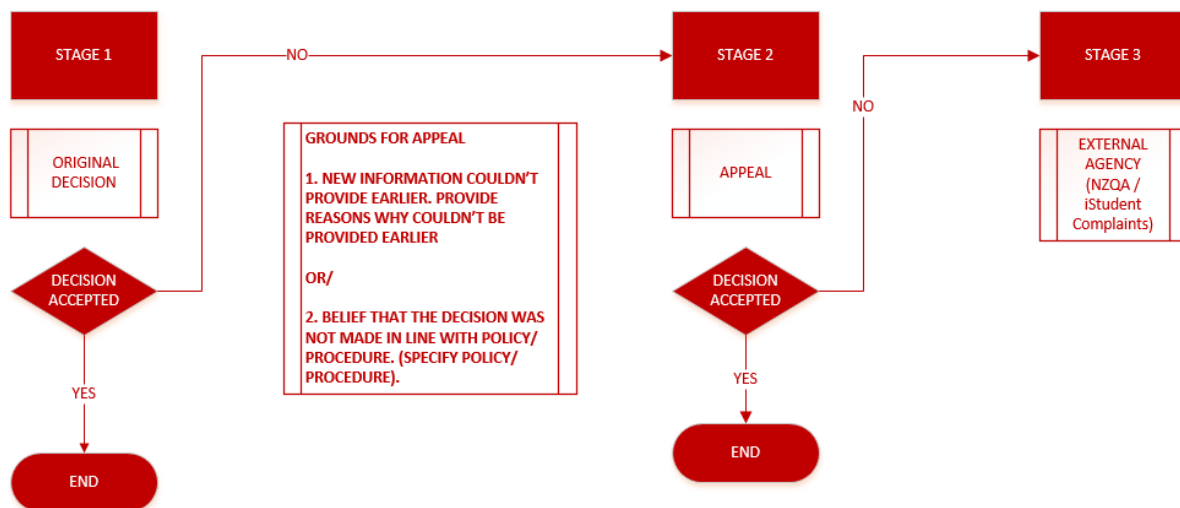 STAGE 1
NO
STAGE 2
STAGE 3
NO
ORIGINAL
DECISION
GROUNDS FOR APPEAL
1. NEW INFORMATION COULDN'T
PROVIDE EARLIER. PROVIDE
REASONS WHY COULDN'T BE
PROVIDED EARLIER
OR/
2. BELIEF THAT THE DECISION WAS
NOT MADE IN LINE WITH POLICY/
PROCEDURE. (SPECIFY POLICY/
PROCEDURE).
APPEAL
EXTERNAL
AGENCY
(NZQA /
iStudent
Complaints)
DECISION
ACCEPTED
DECISION
ACCEPTED
YES
YES
END
END